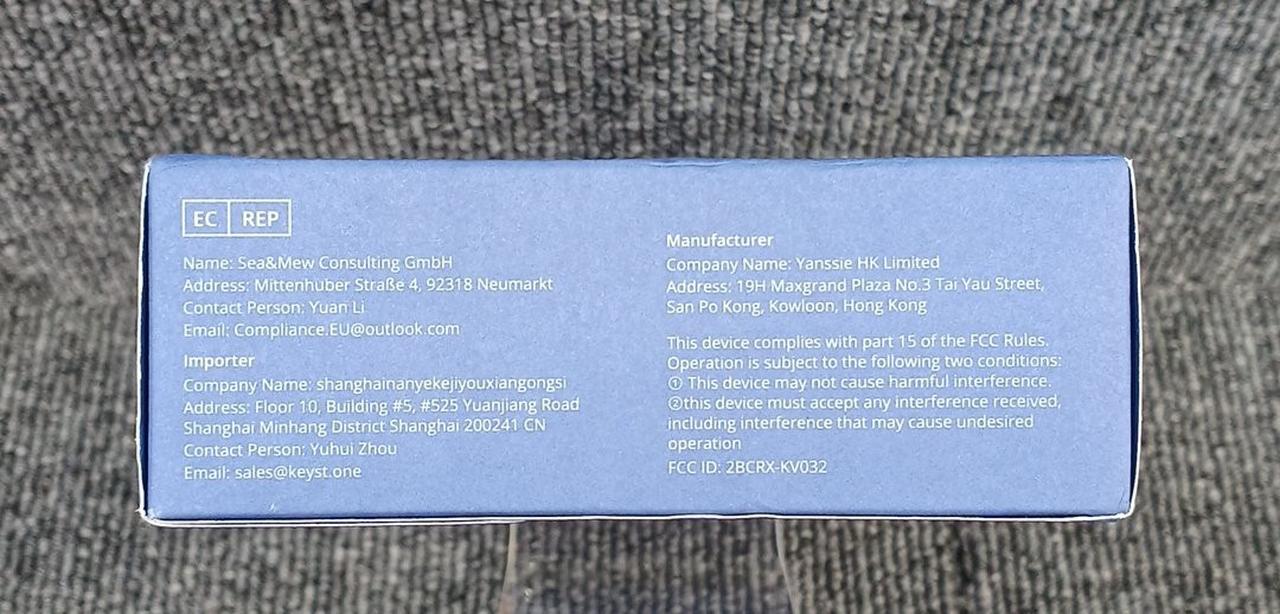 EC REP
Name: Sea&Mew Consulting GmbH
Address: Mittenhuber Straße 4, 92318 Neumarkt
Contact Person: Yuan Li
Email: Compliance.EU@outlook.com
Importer
Company Name: shanghainanyekejiyouxiangongsi
Address: Floor 10, Building #5, #525 Yuanjiang Road
Shanghai Minhang District Shanghai 200241 CN
Contact Person: Yuhui Zhou
Email: sales@keyst.one
Manufacturer
Company Name: Yanssie HK Limited
Address: 19H Maxgrand Plaza No.3 Tai Yau Street,
San Po Kong, Kowloon, Hong Kong
This device complies with part 15 of the FCC Rules.
Operation is subject to the following two conditions:
① This device may not cause harmful interference.
②this device must accept any interference received,
including interference that may cause undesired
operation
FCC ID: 2BCRX-KV032